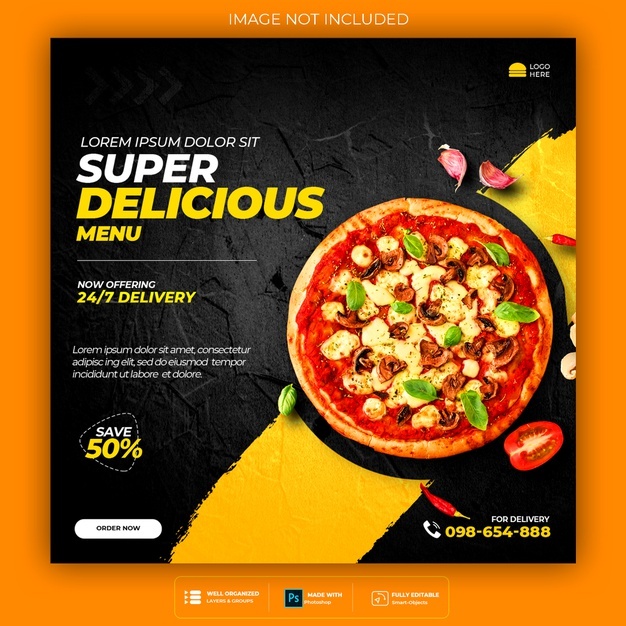 IMAGE NOT INCLUDED
LOGO
HERE
LOREM IPSUM DOLOR SIT
SUPER
DELICIOUS
MENU
NOW OFFERING
24/7 DELIVERY
Lorem ipsum dolor sit amet, consectetur
adipiscing elit, sed do eiusmod tempor
incididunt ut labore et dolore.
SAVE
50%
ORDER NOW
FOR DELIVERY
098-654-888
WELL ORGANIZED
LAYERS & GROUPS
Ps
MADE WITH
Photoshop
FULLY EDITABLE
Smart-Objects